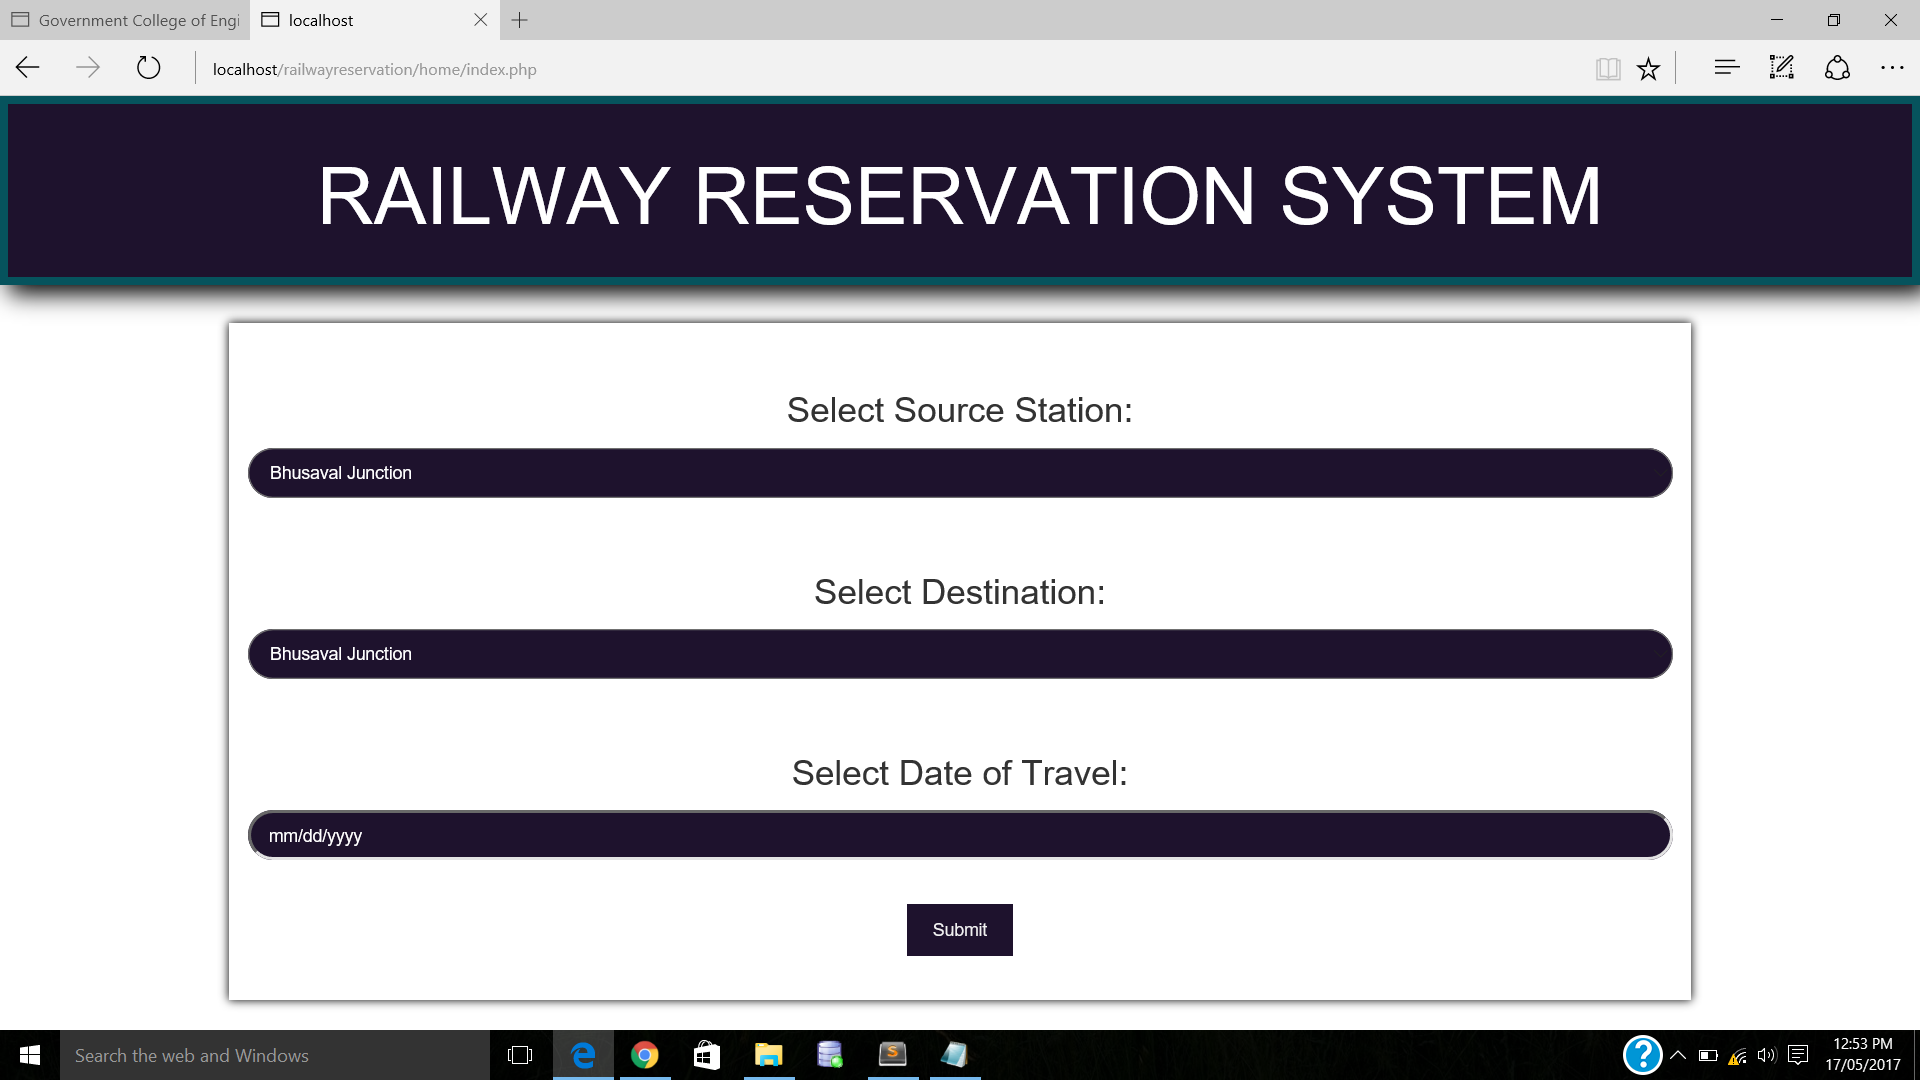 Government College of Engi
localhost
localhost/railwayreservation/home/index.php
RAILWAY RESERVATION SYSTEM
Select Source Station:
Bhusaval Junction
Select Destination:
Bhusaval Junction
Select Date of Travel:
mm/dd/yyyy
Submit
Search the web and Windows
12:53 PM
17/05/2017